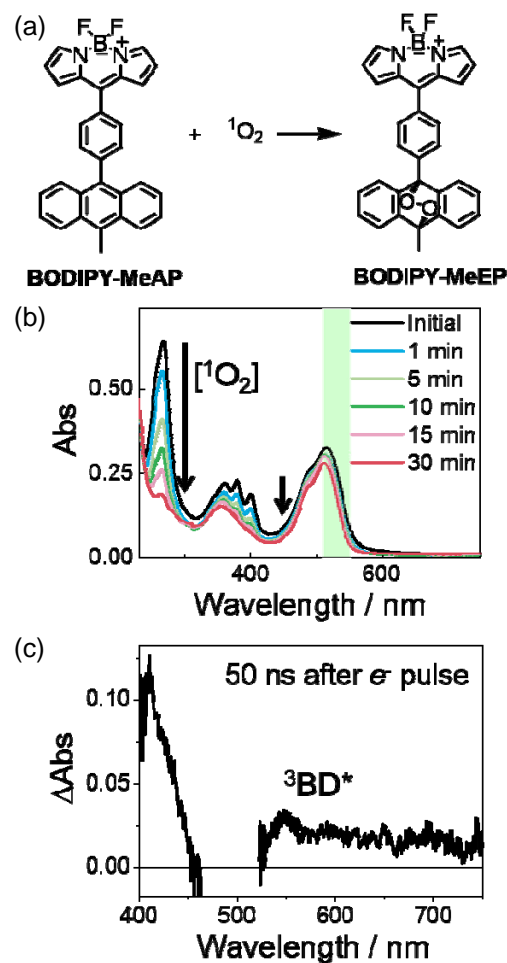 (a)
F F
B
N N
+
+ ¹O₂
F F
B
N N
+
O
O
BODIPY-MeAP
BODIPY-MeEP
(b)
Initial
1 min
5 min
10 min
15 min
30 min
[¹O₂]
Abs
0.50
0.25
0.00
400 600
Wavelength / nm
(c)
50 ns after e⁻ pulse
³BD*
ΔAbs
0.10
0.05
0.00
400 500 600 700
Wavelength / nm